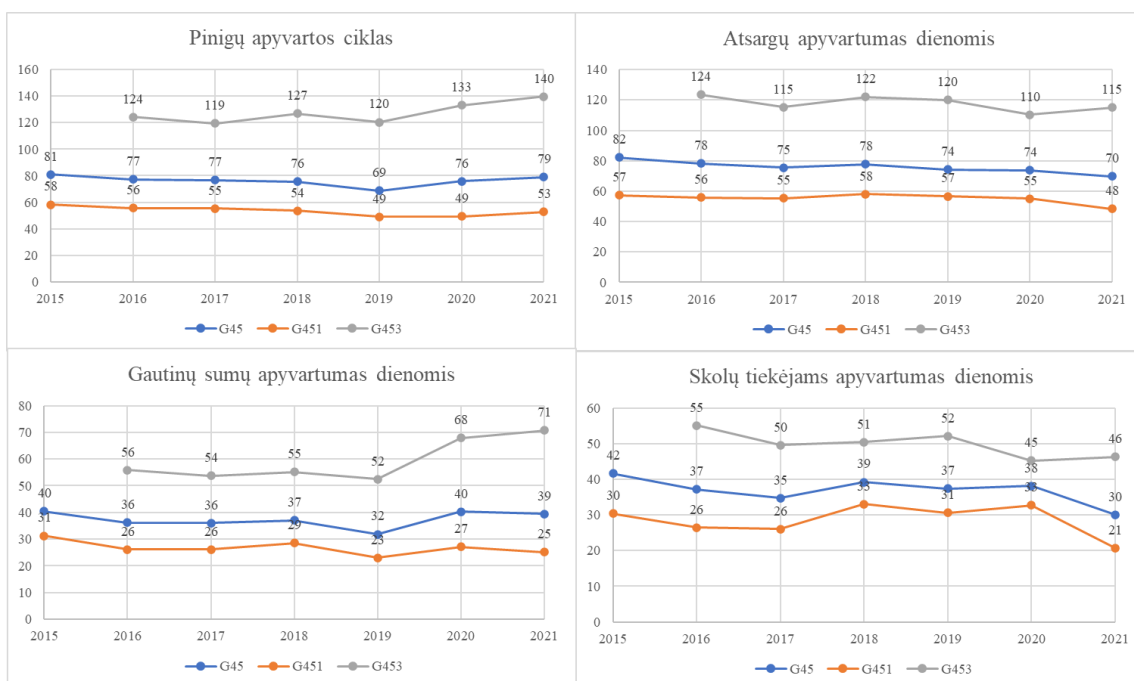 Pinigų apyvartos ciklas
160
140
120
100
80
60
40
20
0
124 119 127 120 133 140
81 77 77 76 69 76 79
58 56 55 54 49 49 53
2015 2016 2017 2018 2019 2020 2021
G45 G451 G453
Atsargų apyvartumas dienomis
140
120
100
80
60
40
20
0
124 115 122 120 110 115
82 78 75 78 74 74 70
57 56 55 58 57 55 48
2015 2016 2017 2018 2019 2020 2021
G45 G451 G453
Gautinų sumų apyvartumas dienomis
80
70
60
50
40
30
20
10
0
56 54 55 52 68 71
40 36 36 37 32 40 39
31 26 26 29 23 27 25
2015 2016 2017 2018 2019 2020 2021
G45 G451 G453
Skolų tiekėjams apyvartumas dienomis
60
50
40
30
20
10
0
55 50 51 52 45 46
42 37 35 39 37 38 30
30 26 26 33 31 33 21
2015 2016 2017 2018 2019 2020 2021
G45 G451 G453